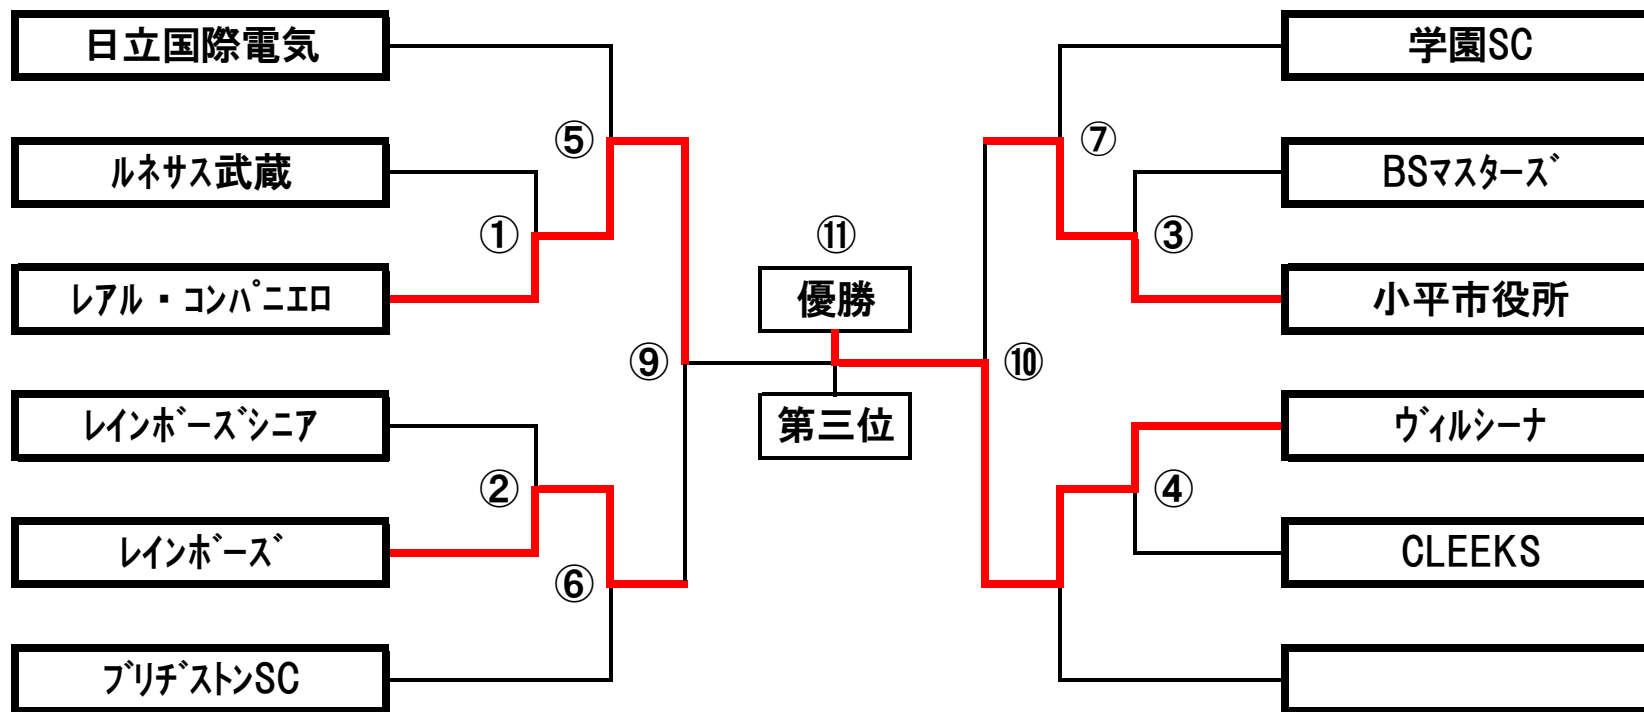 日立国際電気
学園SC
⑤
⑦
ﾙﾈｻｽ武蔵
BSﾏｽﾀｰｽﾞ
①
⑪
③
ﾚｱﾙ・ｺﾝﾊﾟﾆｴﾛ
優勝
小平市役所
⑨
⑩
ﾚｲﾝﾎﾞｰｽﾞｼﾆｱ
第三位
ヴｨﾙｼｰﾅ
②
④
ﾚｲﾝﾎﾞｰｽﾞ
CLEEKS
⑥
ﾌﾞﾘﾁﾞｽﾄﾝSC